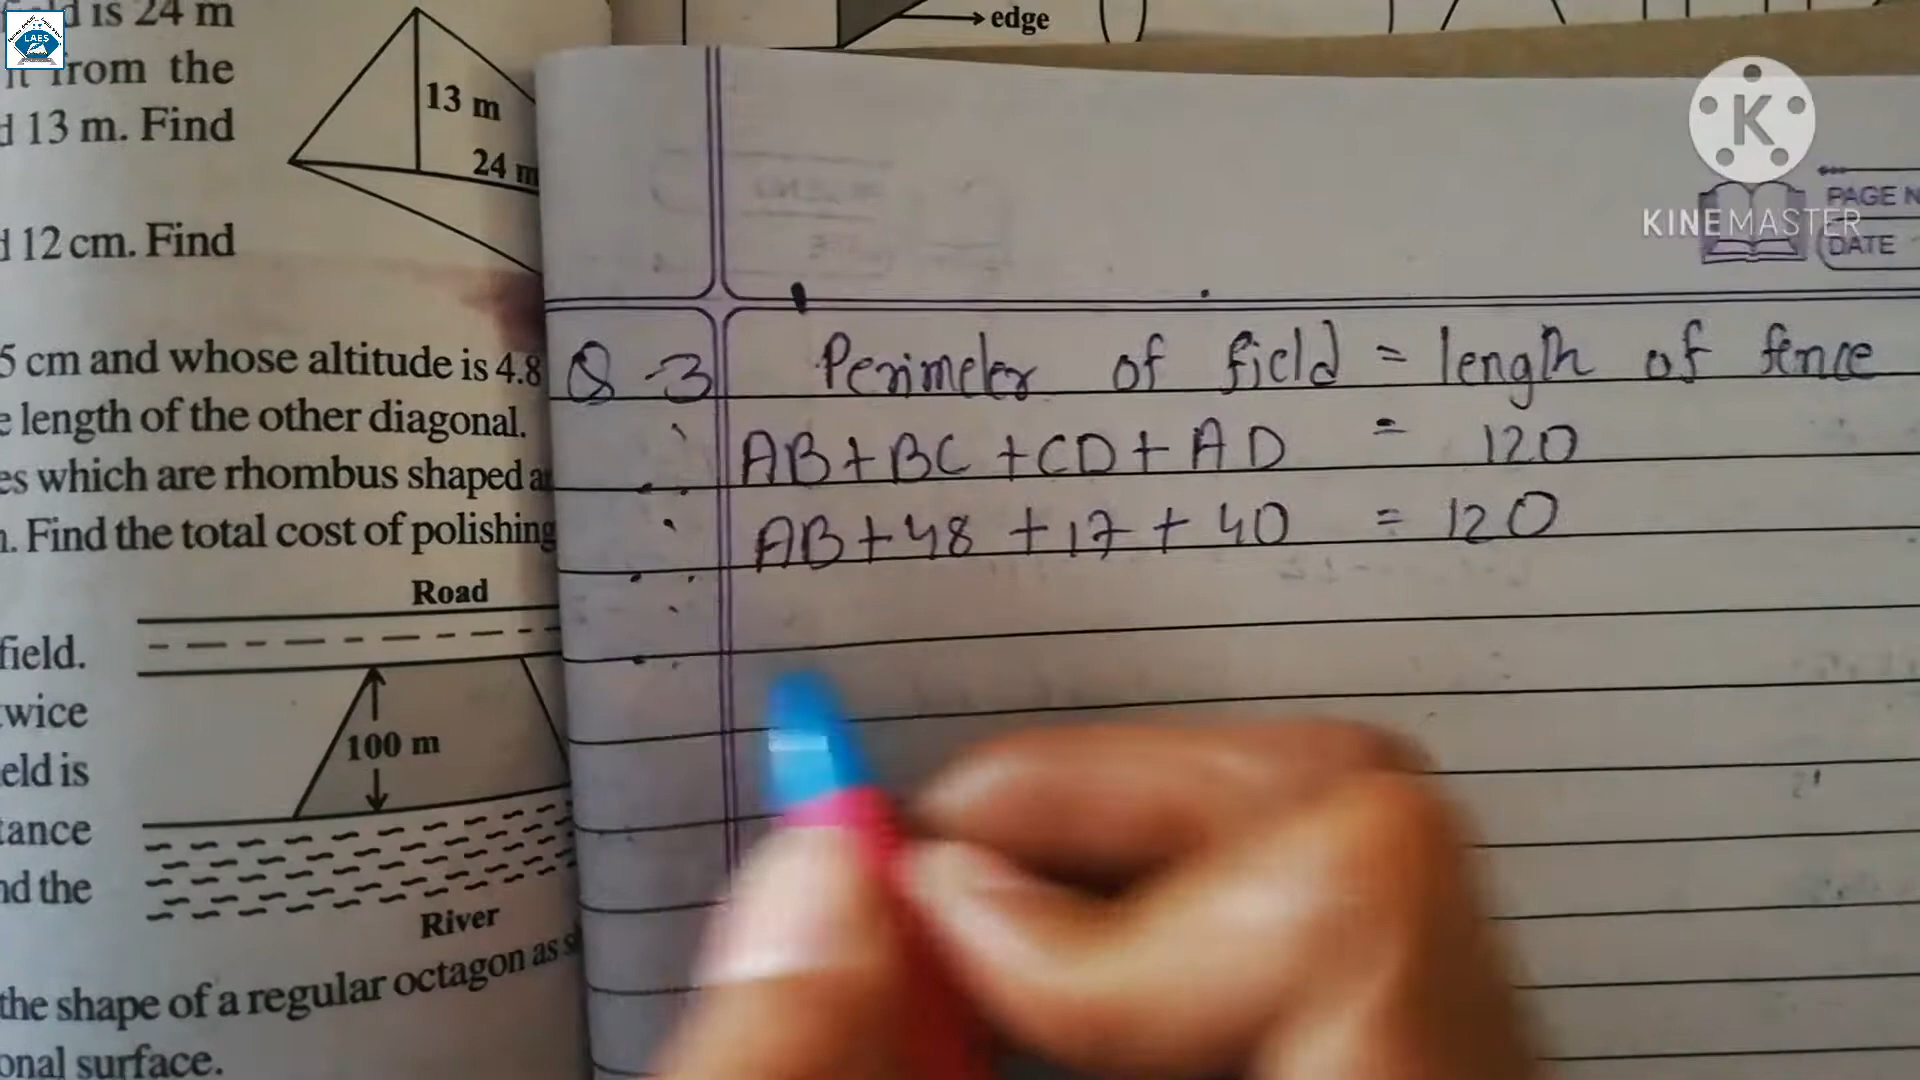 d is 24 m
it from the
d 13 m. Find
13 m
24 m
d 12 cm. Find
5 cm and whose altitude is 4.8
e length of the other diagonal.
es which are rhombus shaped a
n. Find the total cost of polishing
Road
field.
wice
eld is
100 m
tance
nd the
River
the shape of a regular octagon as s
onal surface.
edge
LAES
K
KINEMASTER
PAGE N
DATE
Q-3 Perimeter of field = length of fence
AB+BC+CD+AD = 120
AB+48+17+40 = 120